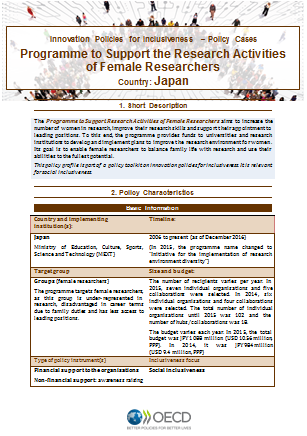 Innovation Policies for Inclusiveness – Policy Cases
Programme to Support the Research Activities
of Female Researchers
Country: Japan
1. Short Description
The Programme to Support the Research Activities of Female Researchers aims to increase the
number of women in research, improve their research skills and support their appointment to
leading positions. To this end, the programme provides funds to universities and research
institutions to develop and implement plans to improve the research environment for women.
Its goal is to enable female researchers to balance family life with research and use their
abilities to the fullest potential.
This policy profile is part of a policy toolkit on innovation policies for inclusiveness. It is relevant
for social inclusiveness.
2. Policy Characteristics
Basic Information
Country and implementing
institution(s):
Timeline:
Japan
Ministry of Education, Culture, Sports,
Science and Technology (MEXT)
2006 to present (as of December 2016)
(In 2015, the programme name changed to
"Initiative for the implementation of research
environment diversity")
Target group
Size and budget:
Groups (female researchers)
The programme targets female researchers,
as this group is under-represented in
research, disadvantaged in career terms
due to family duties and has less access to
leading positions.
The number of recipients varies per year. In
2015, seven individual organisations and five
collaborations were selected. In 2014, six
individual organisations and four collaborations
were selected. The total number of individual
organisations until 2015 was 102 and the
number of hubs/collaborations was 18.
The budget varies each year. In 2015, the total
budget was JPY 1 088 million (USD 10.36 million,
PPP). In 2014, it was JPY 984 million
(USD 9.4 million, PPP)
Type of policy instrument(s)
Inclusiveness focus
Financial support to the organisations
Non-financial support: awareness raising
Social inclusiveness
OECD
BETTER POLICIES FOR BETTER LIVES